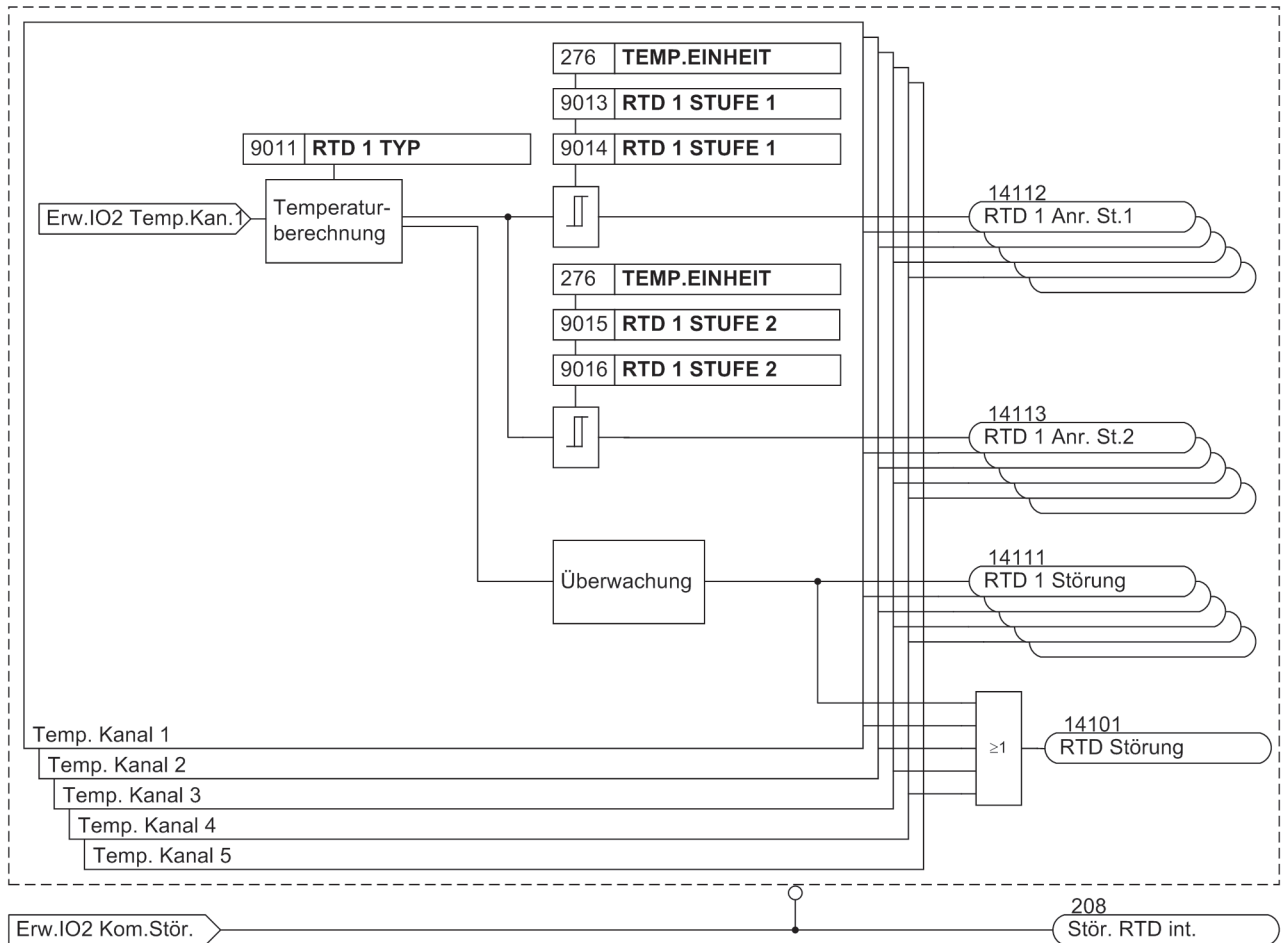 276 TEMP.EINHEIT
9013 RTD 1 STUFE 1
9011 RTD 1 TYP
9014 RTD 1 STUFE 1
Erw.IO2 Temp.Kan.1
Temperatur-
berechnung
14112
RTD 1 Anr. St.1
276 TEMP.EINHEIT
9015 RTD 1 STUFE 2
9016 RTD 1 STUFE 2
14113
RTD 1 Anr. St.2
Überwachung
14111
RTD 1 Störung
≥1
14101
RTD Störung
Temp. Kanal 1
Temp. Kanal 2
Temp. Kanal 3
Temp. Kanal 4
Temp. Kanal 5
Erw.IO2 Kom.Stör.
208
Stör. RTD int.